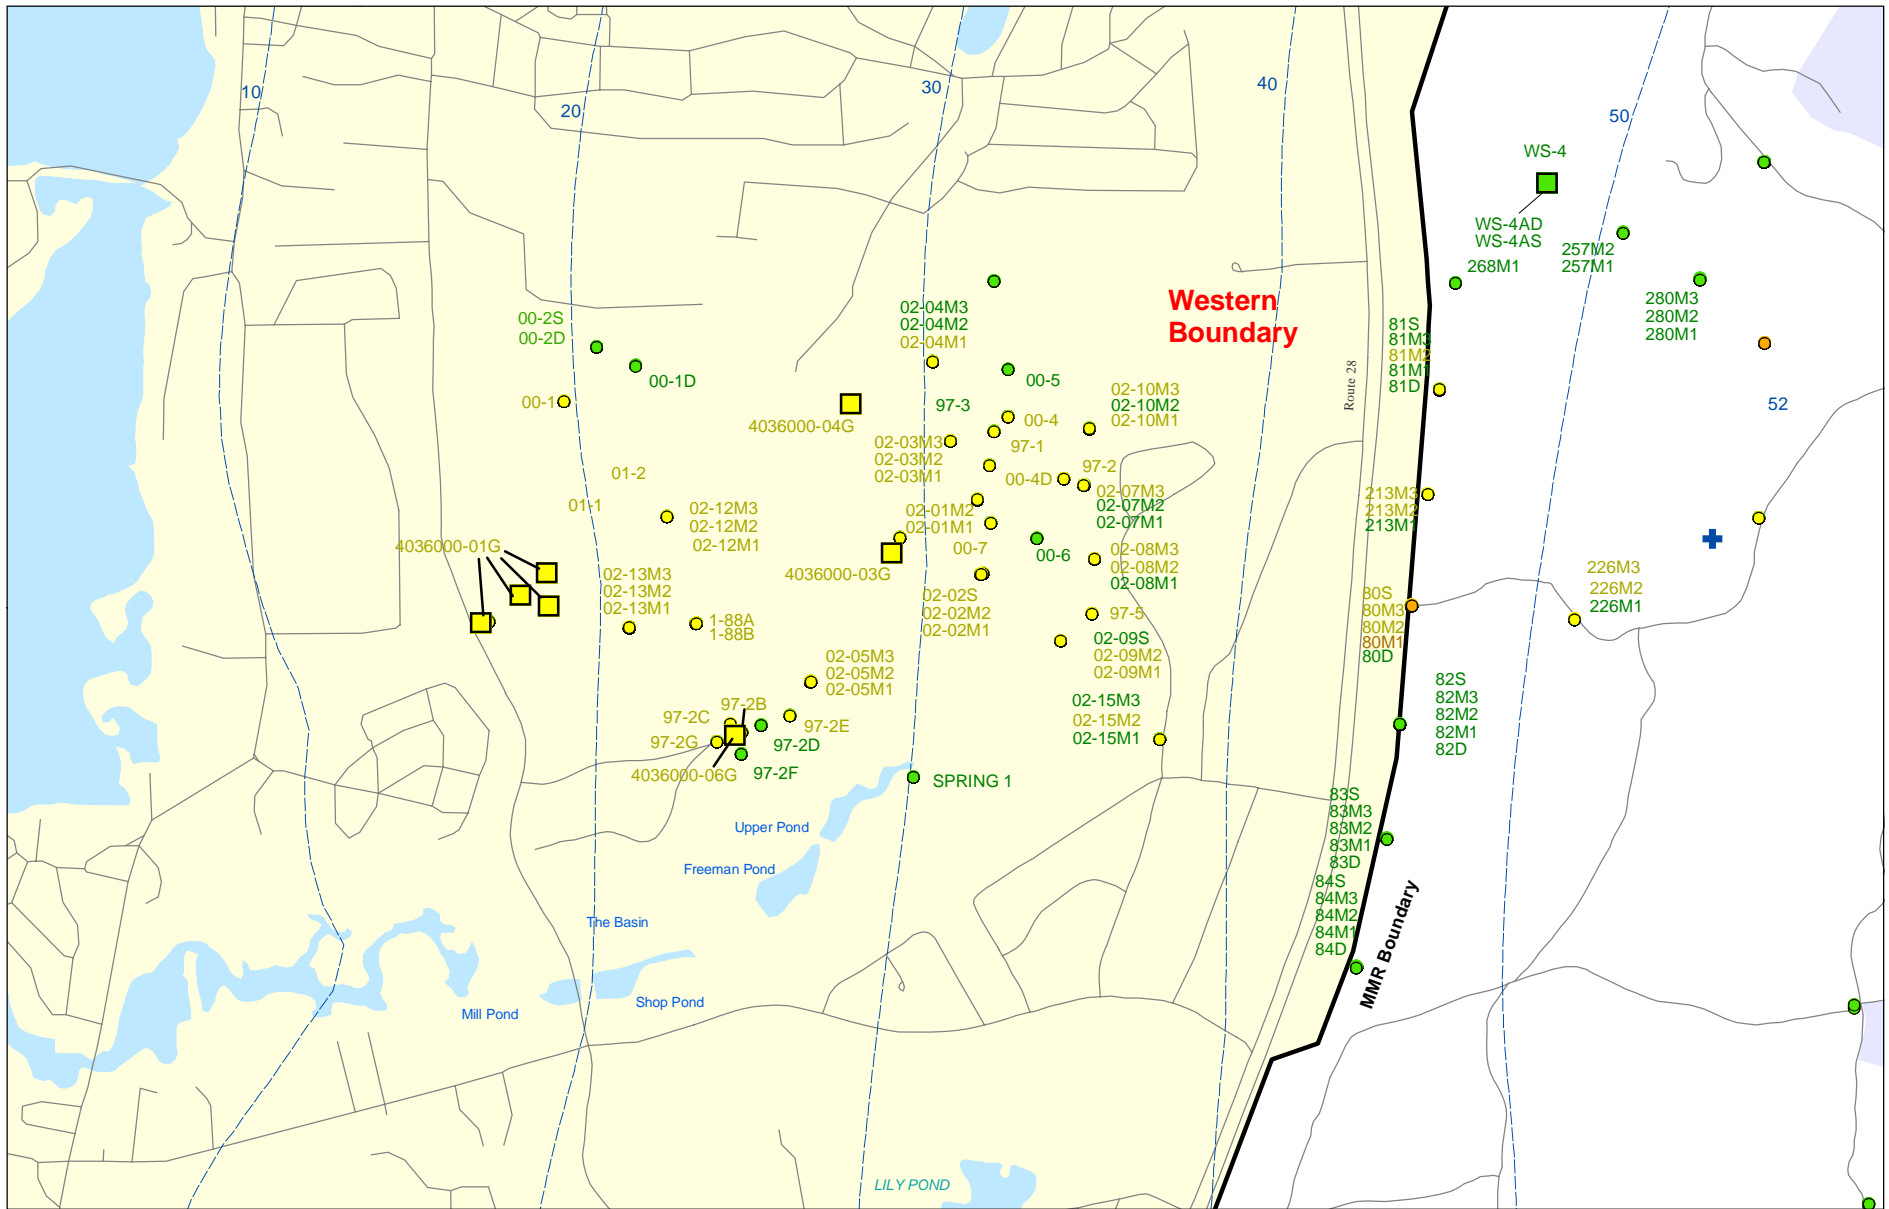 10
20
30
40
50
52
WS-4
WS-4AD
WS-4AS
257M2
257M1
268M1
280M3
280M2
280M1
Western
Boundary
Route 28
00-2S
00-2D
00-1D
00-1
02-04M3
02-04M2
02-04M1
00-5
97-3
4036000-04G
02-10M3
02-10M2
02-10M1
00-4
97-1
02-03M3
02-03M2
02-03M1
00-4D
97-2
02-07M3
02-07M2
02-07M1
81S
81M3
81M2
81M1
81D
213M3
213M2
213M1
01-2
01-1
02-12M3
02-12M2
02-12M1
4036000-01G
02-01M2
02-01M1
00-7
00-6
4036000-03G
02-08M3
02-08M2
02-08M1
02-13M3
02-13M2
02-13M1
1-88A
1-88B
02-02S
02-02M2
02-02M1
97-5
02-09S
02-09M2
02-09M1
80S
80M3
80M2
80M1
80D
226M3
226M2
226M1
02-05M3
02-05M2
02-05M1
97-2B
97-2C
97-2E
97-2G
97-2D
4036000-06G
97-2F
02-15M3
02-15M2
02-15M1
82S
82M3
82M2
82M1
82D
SPRING 1
83S
83M3
83M2
83M1
83D
84S
84M3
84M2
84M1
84D
MMR Boundary
Upper Pond
Freeman Pond
The Basin
Shop Pond
Mill Pond
LILY POND